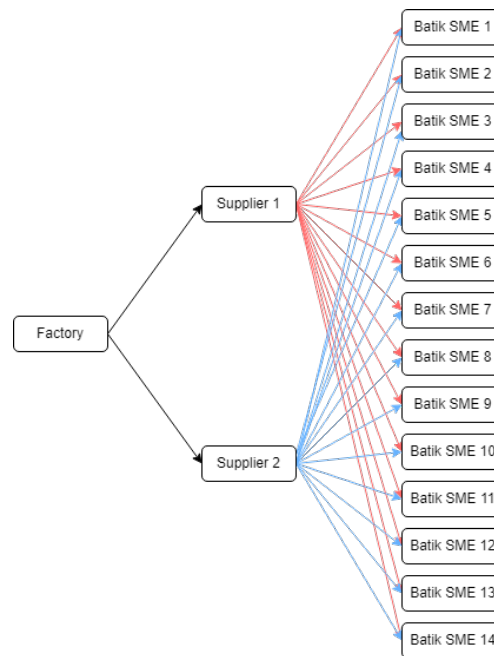 Batik SME 1
Batik SME 2
Batik SME 3
Batik SME 4
Supplier 1
Batik SME 5
Batik SME 6
Batik SME 7
Factory
Batik SME 8
Batik SME 9
Batik SME 10
Supplier 2
Batik SME 11
Batik SME 12
Batik SME 13
Batik SME 14